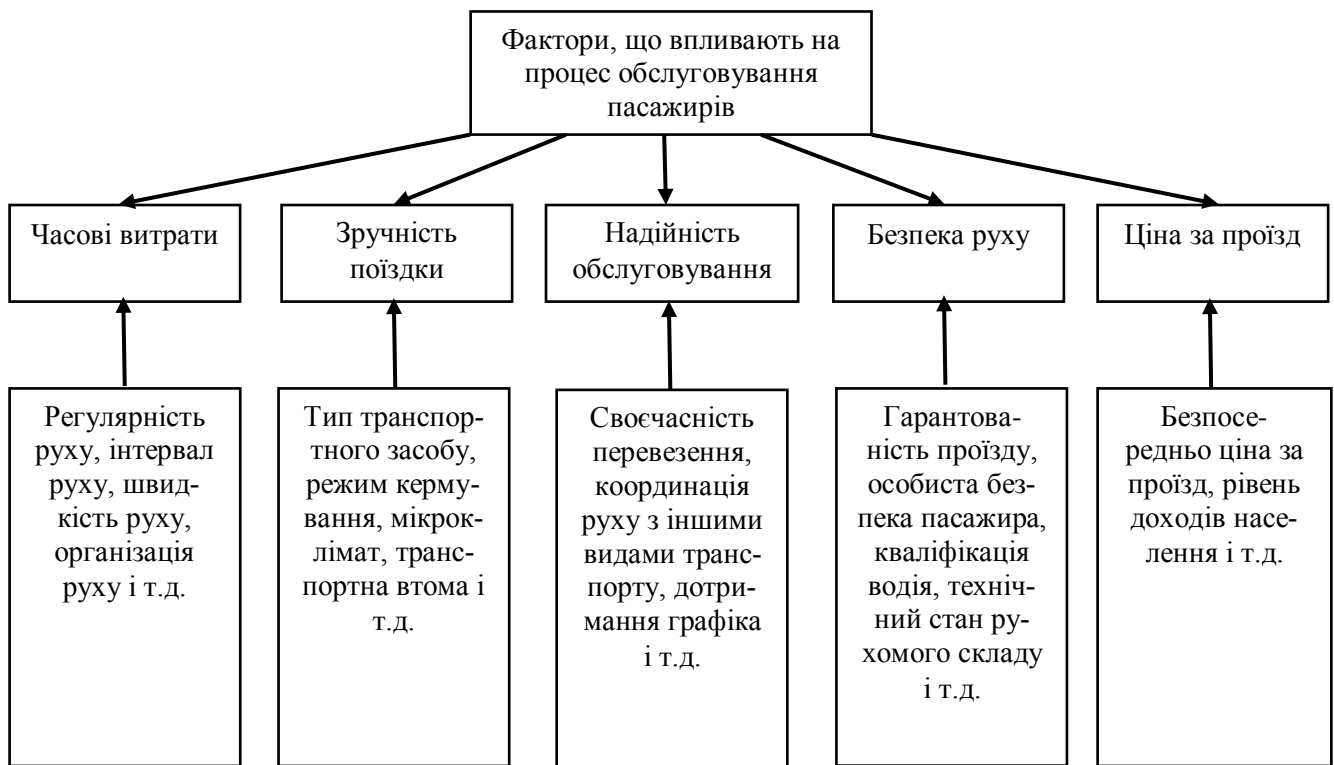 Фактори, що впливають на
процес обслуговування
пасажирів
Часові витрати
Зручність
поїздки
Надійність
обслуговування
Безпека руху
Ціна за проїзд
Регулярність
руху, інтервал
руху, швид-
кість руху,
організація
руху і т.д.
Тип транспор-
тного засобу,
режим керму-
вання, мікрок-
лімат, транс-
портна втома і
т.д.
Своєчасність
перевезення,
координація
руху з іншими
видами транс-
порту, дотри-
мання графіка
і т.д.
Гарантова-
ність проїзду,
особиста без-
пека пасажира,
кваліфікація
водія, техніч-
ний стан ру-
хомого складу
і т.д.
Безпосе-
редньо ціна за
проїзд, рівень
доходів насе-
лення і т.д.